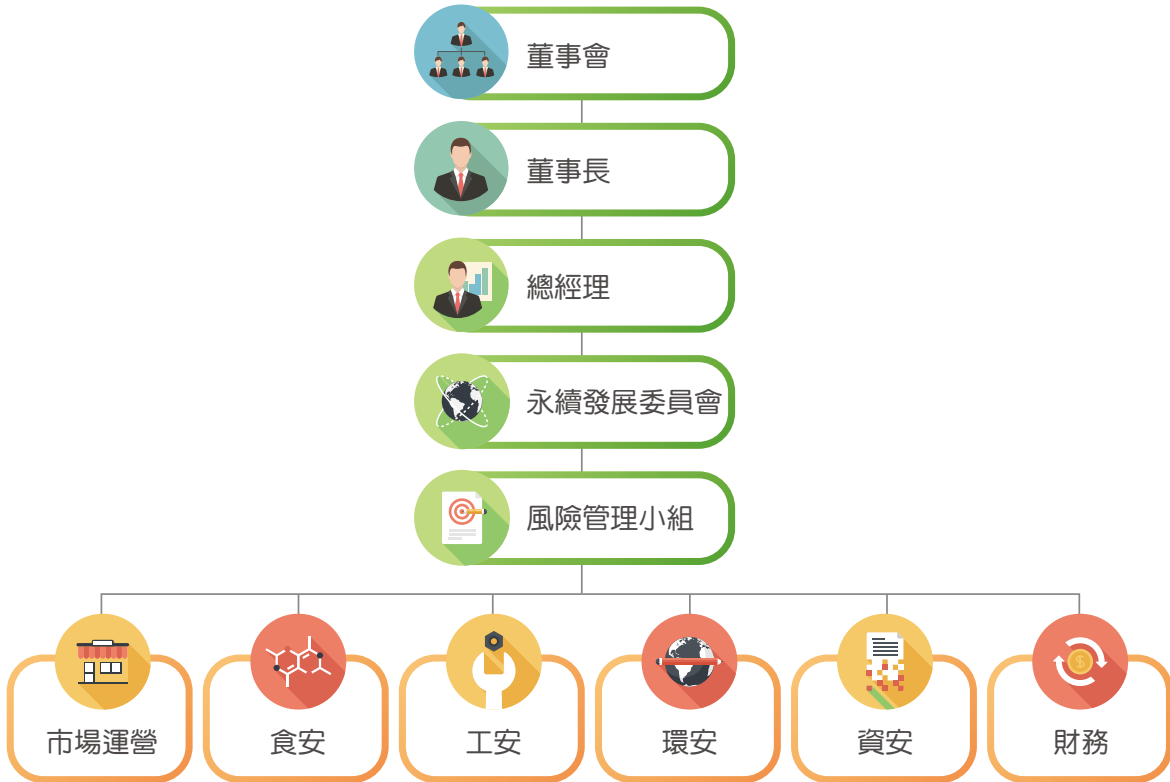 董事會
董事長
總經理
永續發展委員會
風險管理小組
市場運營
食安
工安
環安
資安
財務